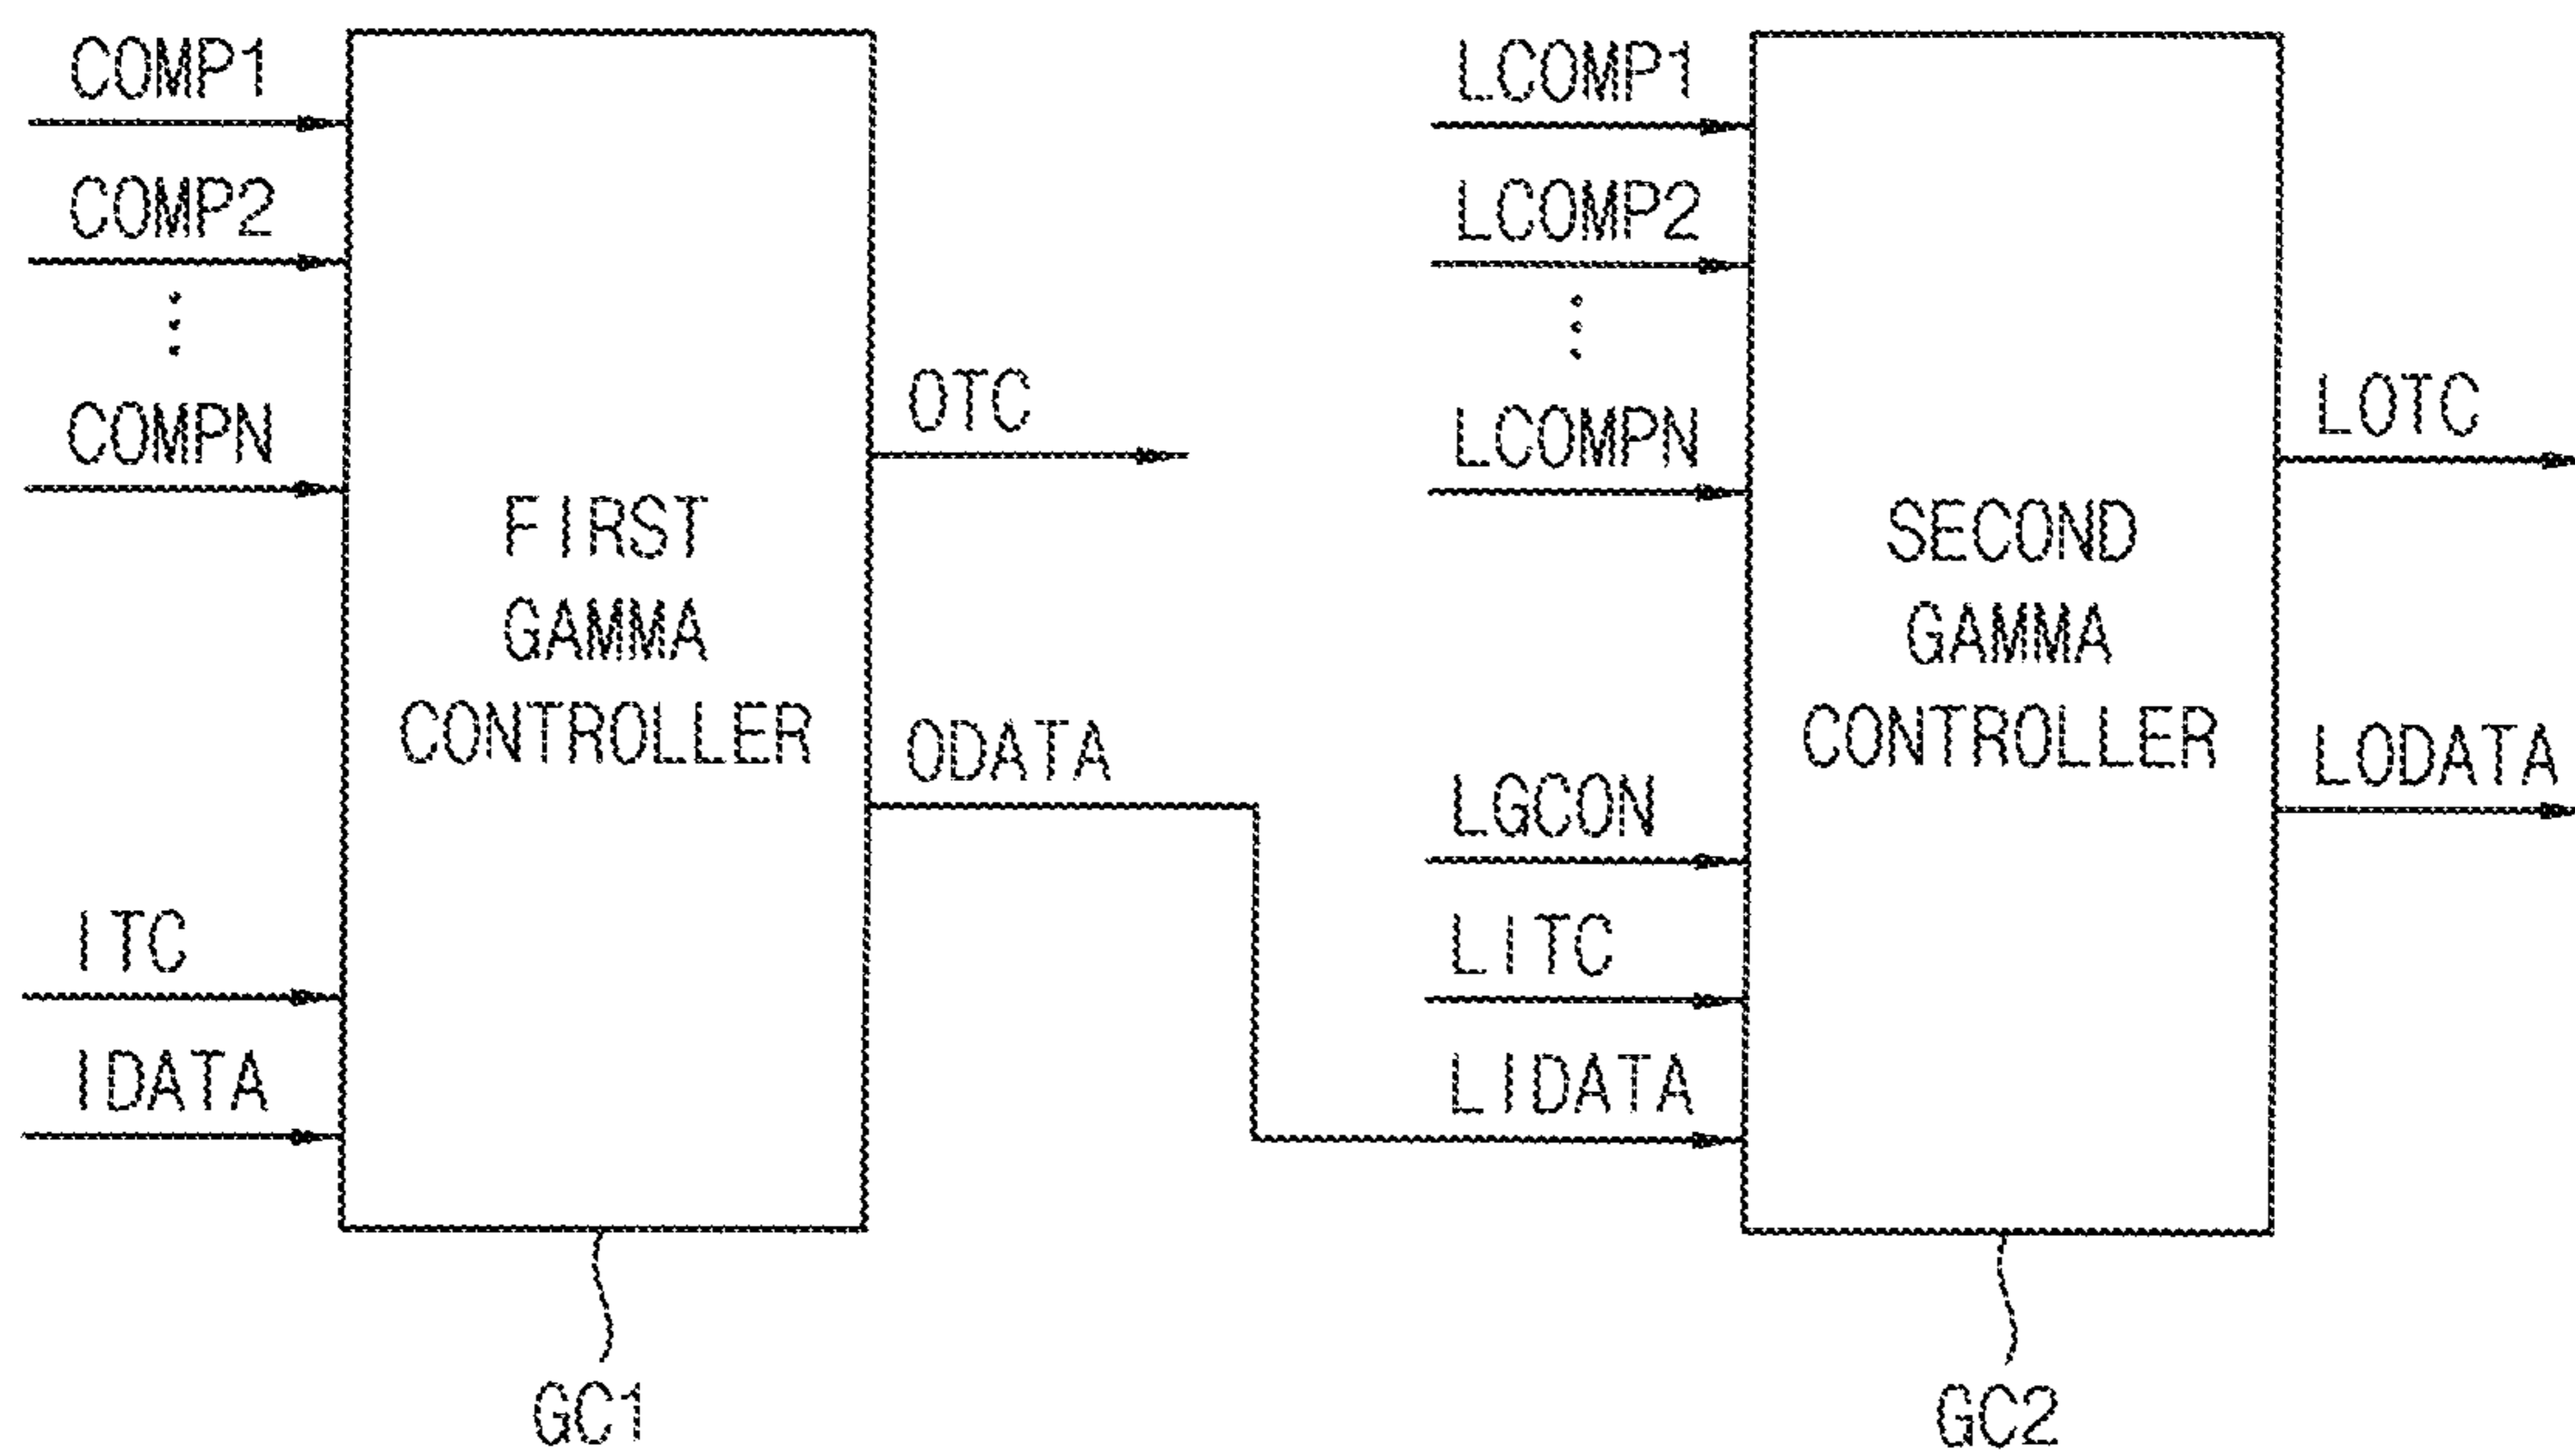 COMP1
COMP2
COMPN
ITC
IDATA
FIRST
GAMMA
CONTROLLER
OTC
ODATA
GC1
LCOMP1
LCOMP2
LCOMPN
LGCON
LITC
LIDATA
SECOND
GAMMA
CONTROLLER
LOTC
LODATA
GC2